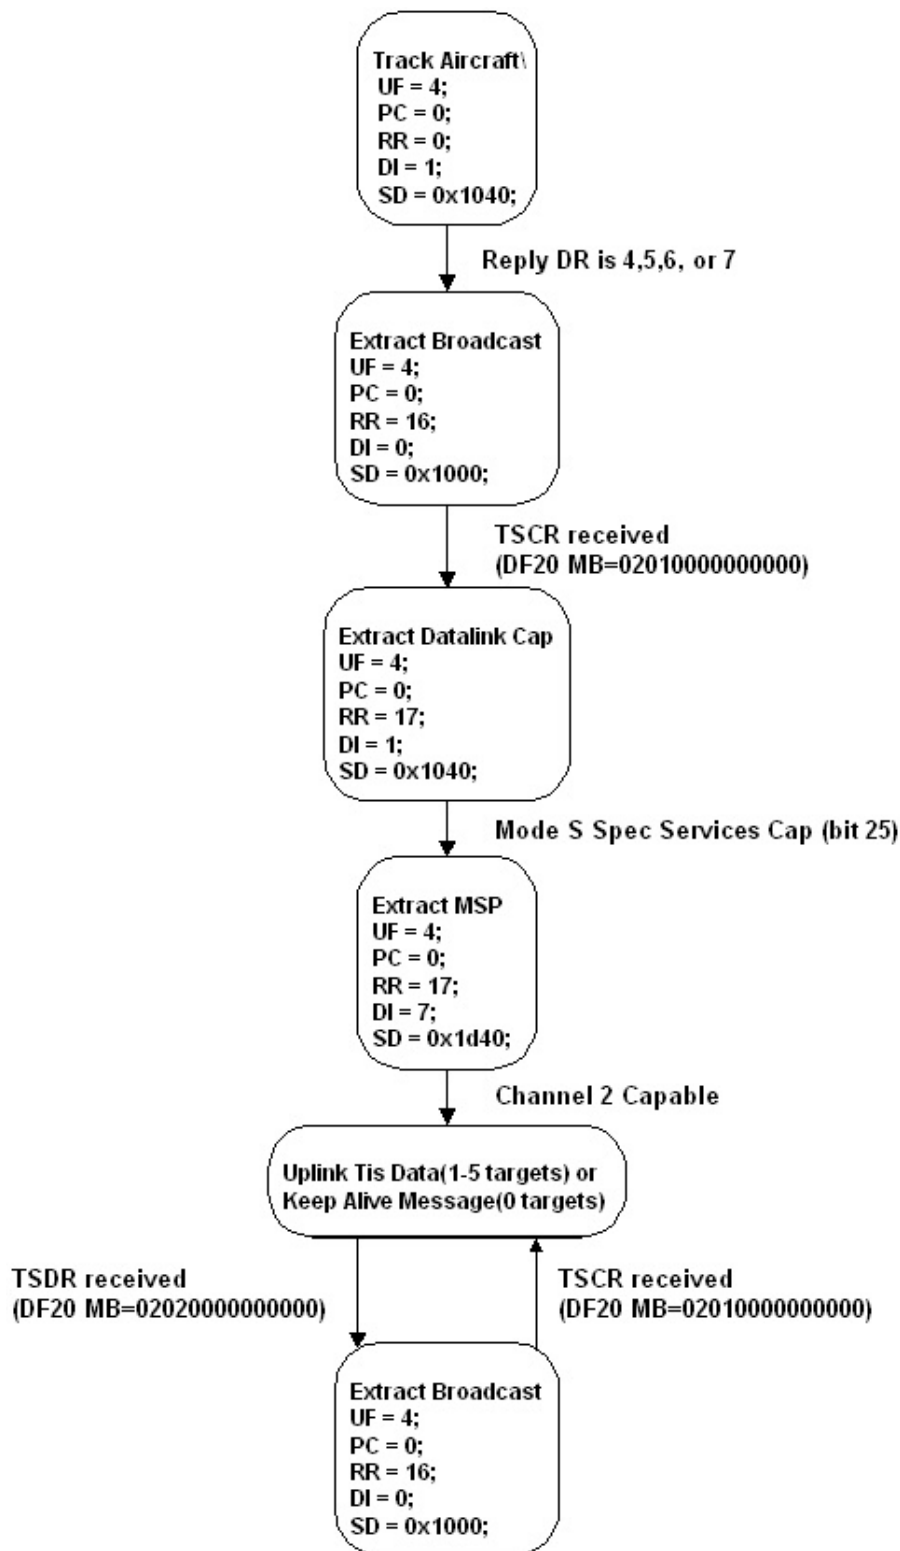 Track Aircraft\
UF = 4;
PC = 0;
RR = 0;
DI = 1;
SD = 0x1040;
Reply DR is 4,5,6, or 7
Extract Broadcast
UF = 4;
PC = 0;
RR = 16;
DI = 0;
SD = 0x1000;
TSCR received
(DF20 MB=02010000000000)
Extract Datalink Cap
UF = 4;
PC = 0;
RR = 17;
DI = 1;
SD = 0x1040;
Mode S Spec Services Cap (bit 25)
Extract MSP
UF = 4;
PC = 0;
RR = 17;
DI = 7;
SD = 0x1d40;
Channel 2 Capable
Uplink Tis Data(1-5 targets) or
Keep Alive Message(0 targets)
TSDR received
(DF20 MB=02020000000000)
TSCR received
(DF20 MB=02010000000000)
Extract Broadcast
UF = 4;
PC = 0;
RR = 16;
DI = 0;
SD = 0x1000;